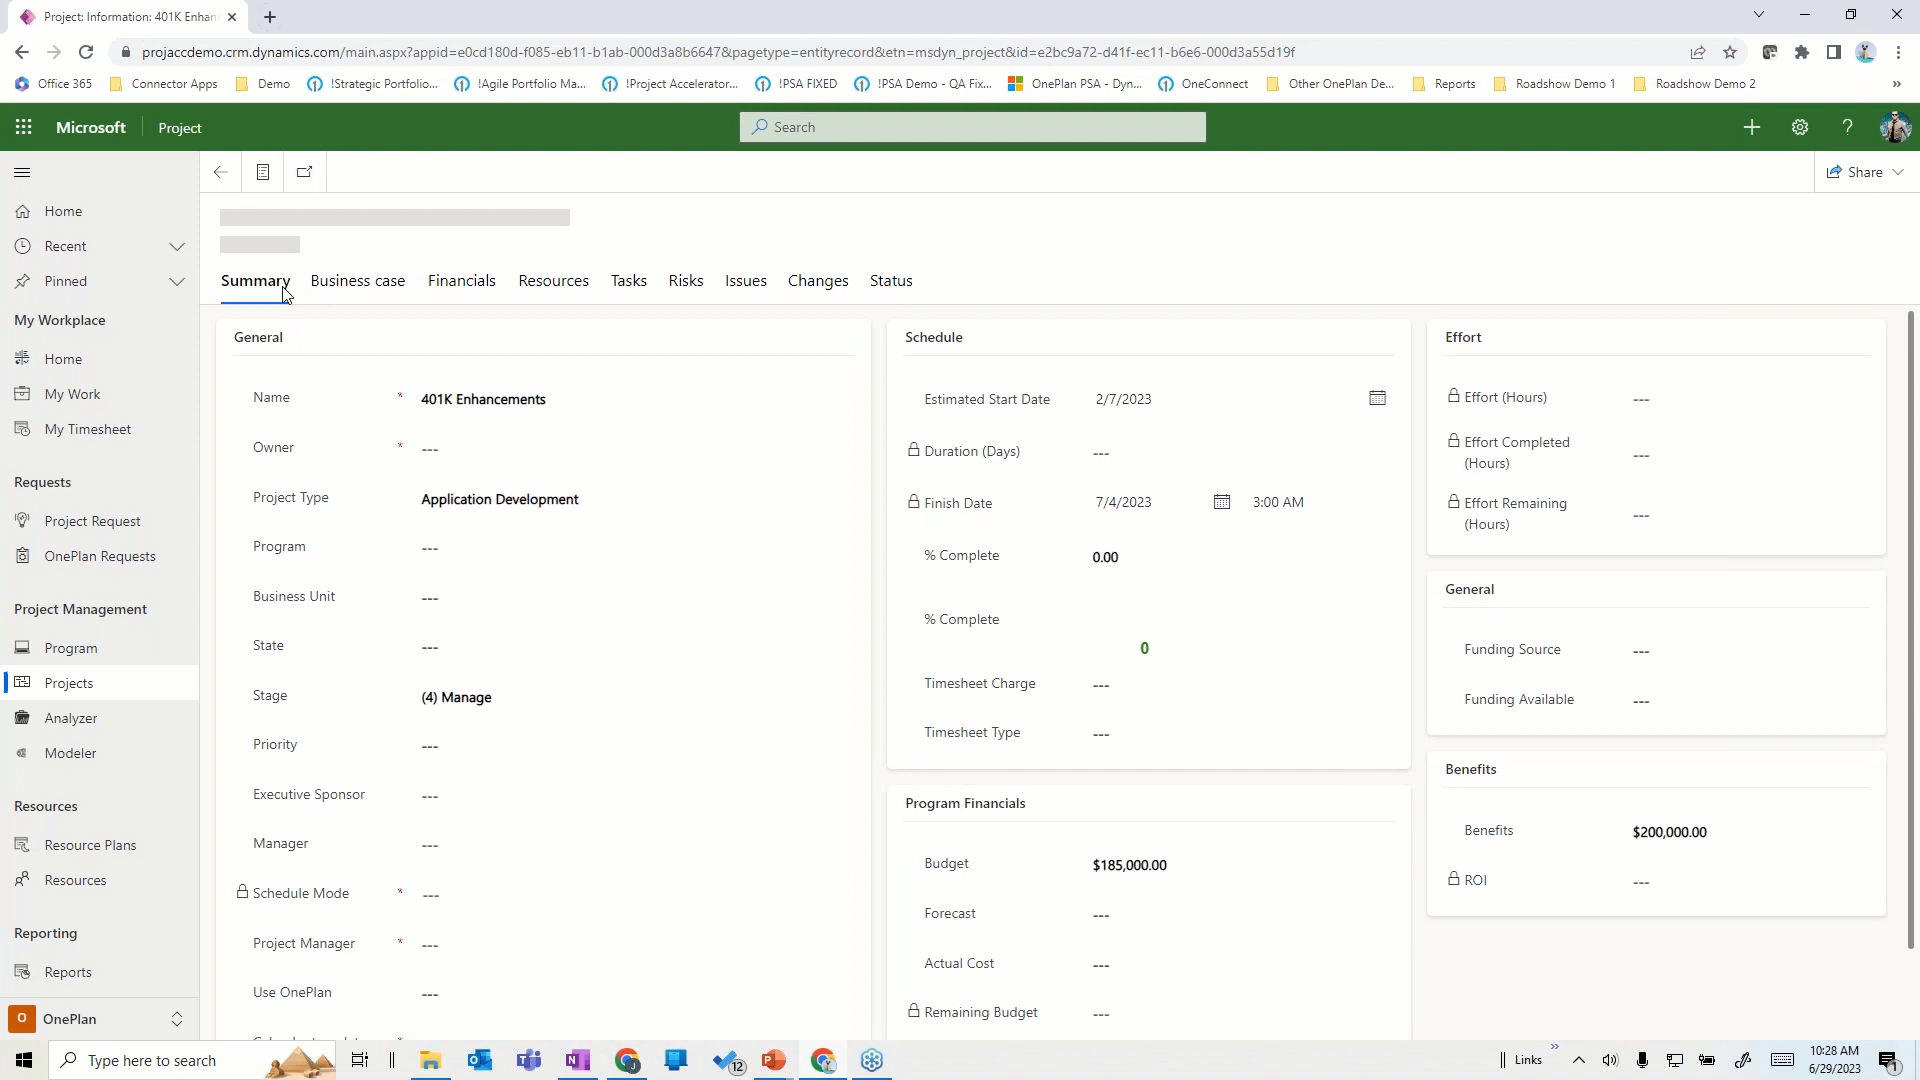 Project: Information: 401K Enhan
projaccdemo.crm.dynamics.com/main.aspx?appid=e0cd180d-f085-eb11-b1ab-000d3a8b6647&pagetype=entityrecord&etn=msdyn_project&id=e2bc9a72-d41f-ec11-b6e6-000d3a55d19f
Office 365 Connector Apps Demo !Strategic Portfolio... !Agile Portfolio Ma... !Project Accelerator... !PSA FIXED !PSA Demo - QA Fix... OnePlan PSA - Dyn... OneConnect Other OnePlan De... Reports Roadshow Demo 1 Roadshow Demo 2 »
Microsoft Project Search
Share
Home
Recent
Pinned
My Workplace
Home
My Work
My Timesheet
Requests
Project Request
OnePlan Requests
Project Management
Program
Projects
Analyzer
Modeler
Resources
Resource Plans
Resources
Reporting
Reports
O OnePlan
Summary Business case Financials Resources Tasks Risks Issues Changes Status
General
Name * 401K Enhancements
Owner * ---
Project Type Application Development
Program ---
Business Unit ---
State ---
Stage (4) Manage
Priority ---
Executive Sponsor ---
Manager ---
Schedule Mode * ---
Project Manager * ---
Use OnePlan ---
Schedule
Estimated Start Date 2/7/2023
Duration (Days) ---
Finish Date 7/4/2023 3:00 AM
% Complete 0.00
% Complete
0
Timesheet Charge ---
Timesheet Type ---
Program Financials
Budget $185,000.00
Forecast ---
Actual Cost ---
Remaining Budget ---
Effort
Effort (Hours) ---
Effort Completed
(Hours) ---
Effort Remaining
(Hours) ---
General
Funding Source ---
Funding Available ---
Benefits
Benefits $200,000.00
ROI ---
Type here to search
12
Links »
10:28 AM
6/29/2023
1